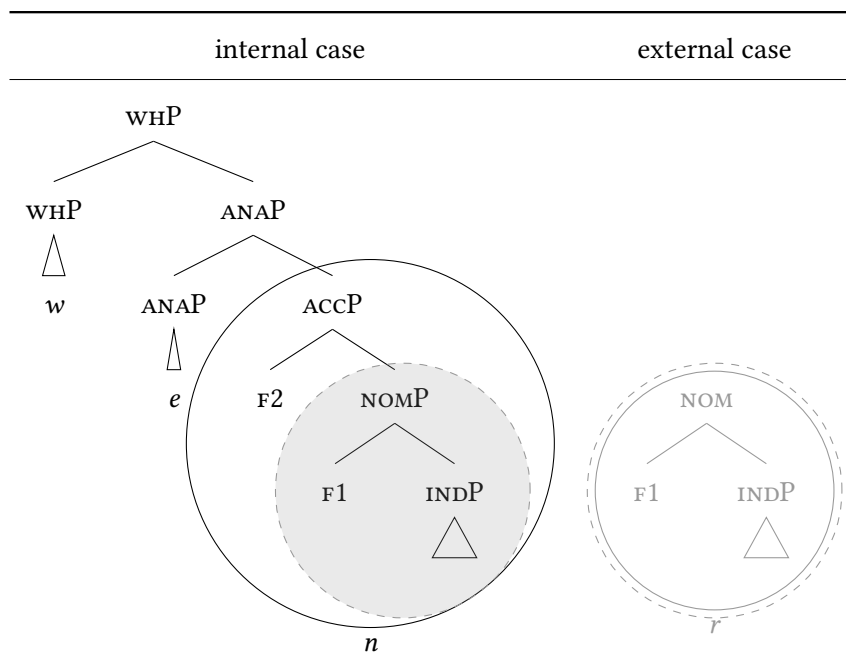 internal case external case
WHP
WHP ANAP
w ANAP ACCP
e F2 NOMP NOM
F1 INDP F1 INDP
n r